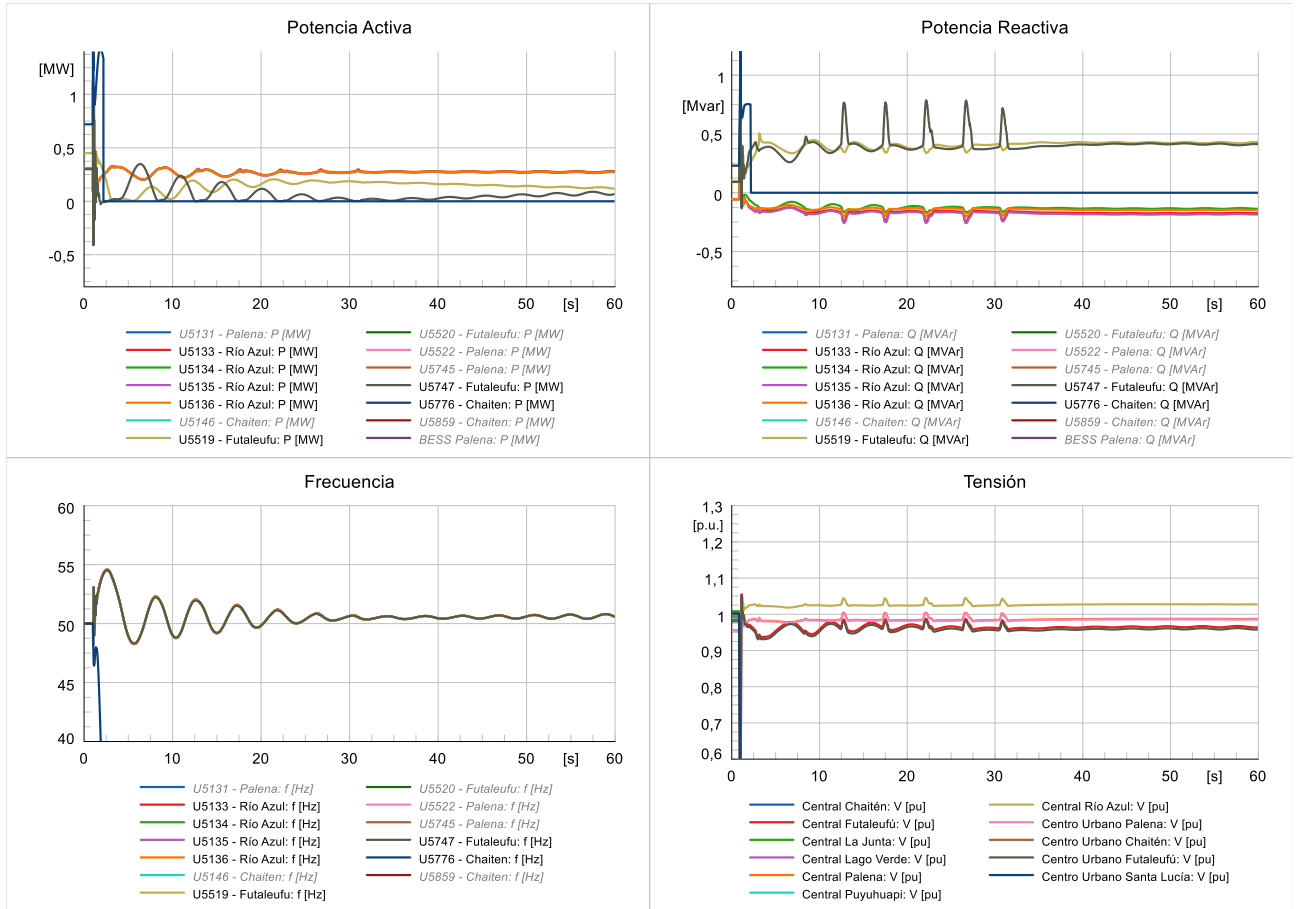 Potencia Activa
[MW]
1
0,5
0
-0,5
0 10 20 30 40 [s] 60
U5131 - Palena: P [MW] U5520 - Futaleufu: P [MW]
U5133 - Río Azul: P [MW] U5522 - Palena: P [MW]
U5134 - Río Azul: P [MW] U5745 - Palena: P [MW]
U5135 - Río Azul: P [MW] U5747 - Futaleufu: P [MW]
U5136 - Río Azul: P [MW] U5776 - Chaiten: P [MW]
U5146 - Chaiten: P [MW] U5859 - Chaiten: P [MW]
U5519 - Futaleufu: P [MW] BESS Palena: P [MW]
Potencia Reactiva
1
[Mvar]
0,5
0
-0,5
0 10 20 30 40 [s] 60
U5131 - Palena: Q [MVAr] U5520 - Futaleufu: Q [MVAr]
U5133 - Río Azul: Q [MVAr] U5522 - Palena: Q [MVAr]
U5134 - Río Azul: Q [MVAr] U5745 - Palena: Q [MVAr]
U5135 - Río Azul: Q [MVAr] U5747 - Futaleufu: Q [MVAr]
U5136 - Río Azul: Q [MVAr] U5776 - Chaiten: Q [MVAr]
U5146 - Chaiten: Q [MVAr] U5859 - Chaiten: Q [MVAr]
U5519 - Futaleufu: Q [MVAr] BESS Palena: Q [MVAr]
Frecuencia
60
55
50
45
40
0 10 20 30 40 50 [s] 60
U5131 - Palena: f [Hz] U5520 - Futaleufu: f [Hz]
U5133 - Río Azul: f [Hz] U5522 - Palena: f [Hz]
U5134 - Río Azul: f [Hz] U5745 - Palena: f [Hz]
U5135 - Río Azul: f [Hz] U5747 - Futaleufu: f [Hz]
U5136 - Río Azul: f [Hz] U5776 - Chaiten: f [Hz]
U5146 - Chaiten: f [Hz] U5859 - Chaiten: f [Hz]
U5519 - Futaleufu: f [Hz]
Tensión
1,3
[p.u.]
1,2
1,1
1
0,9
0,8
0,7
0,6
0 10 20 30 40 [s] 60
Central Chaitén: V [pu] Central Río Azul: V [pu]
Central Futaleufú: V [pu] Centro Urbano Palena: V [pu]
Central La Junta: V [pu] Centro Urbano Chaitén: V [pu]
Central Lago Verde: V [pu] Centro Urbano Futaleufú: V [pu]
Central Palena: V [pu] Centro Urbano Santa Lucía: V [pu]
Central Puyuhuapi: V [pu]